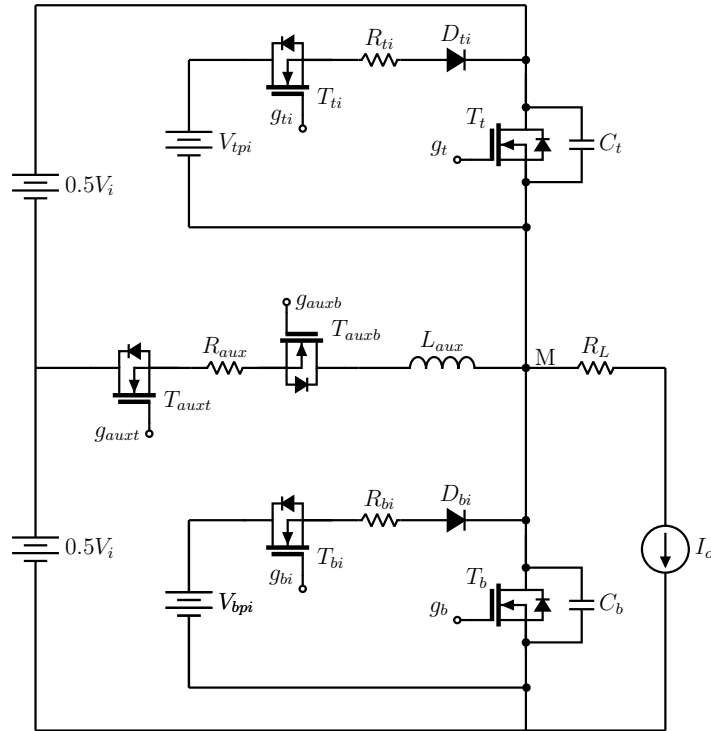 R_{ti}
D_{ti}
T_{ti}
g_{ti}
V_{tpi}
T_t
g_t
C_t
0.5V_i
g_{auxb}
T_{auxb}
R_{aux}
L_{aux}
M
R_L
T_{auxt}
g_{auxt}
R_{bi}
D_{bi}
0.5V_i
T_{bi}
g_{bi}
V_{bpi}
T_b
g_b
C_b
I_o